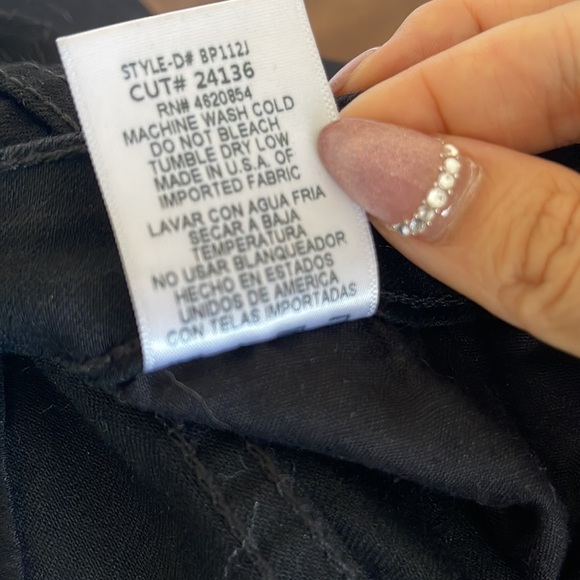 STYLE-D# BP112J
CUT# 24136
RN# 4620854
MACHINE WASH COLD
DO NOT BLEACH
TUMBLE DRY LOW
MADE IN U.S.A. OF
IMPORTED FABRIC
LAVAR CON AGUA FRIA
SECAR A BAJA
TEMPERATURA
NO USAR BLANQUEADOR
HECHO EN ESTADOS
UNIDOS DE AMERICA
CON TELAS IMPORTADAS